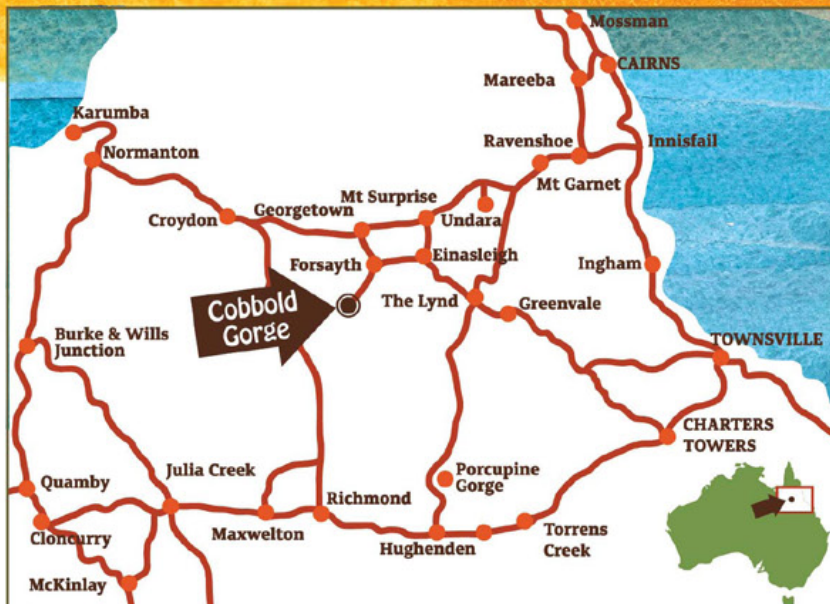 Mossman
CAIRNS
Mareeba
Karumba
Ravenshoe
Innisfail
Normanton
Mt Garnet
Mt Surprise
Georgetown
Undara
Croydon
Einasleigh
Forsayth
Ingham
The Lynd
Greenvale
Cobbold
Gorge
Burke & Wills
Junction
TOWNSVILLE
CHARTERS
TOWERS
Quamby
Julia Creek
Porcupine
Gorge
Richmond
Cloncurry
Maxwelton
Hughenden
Torrens
Creek
McKinlay